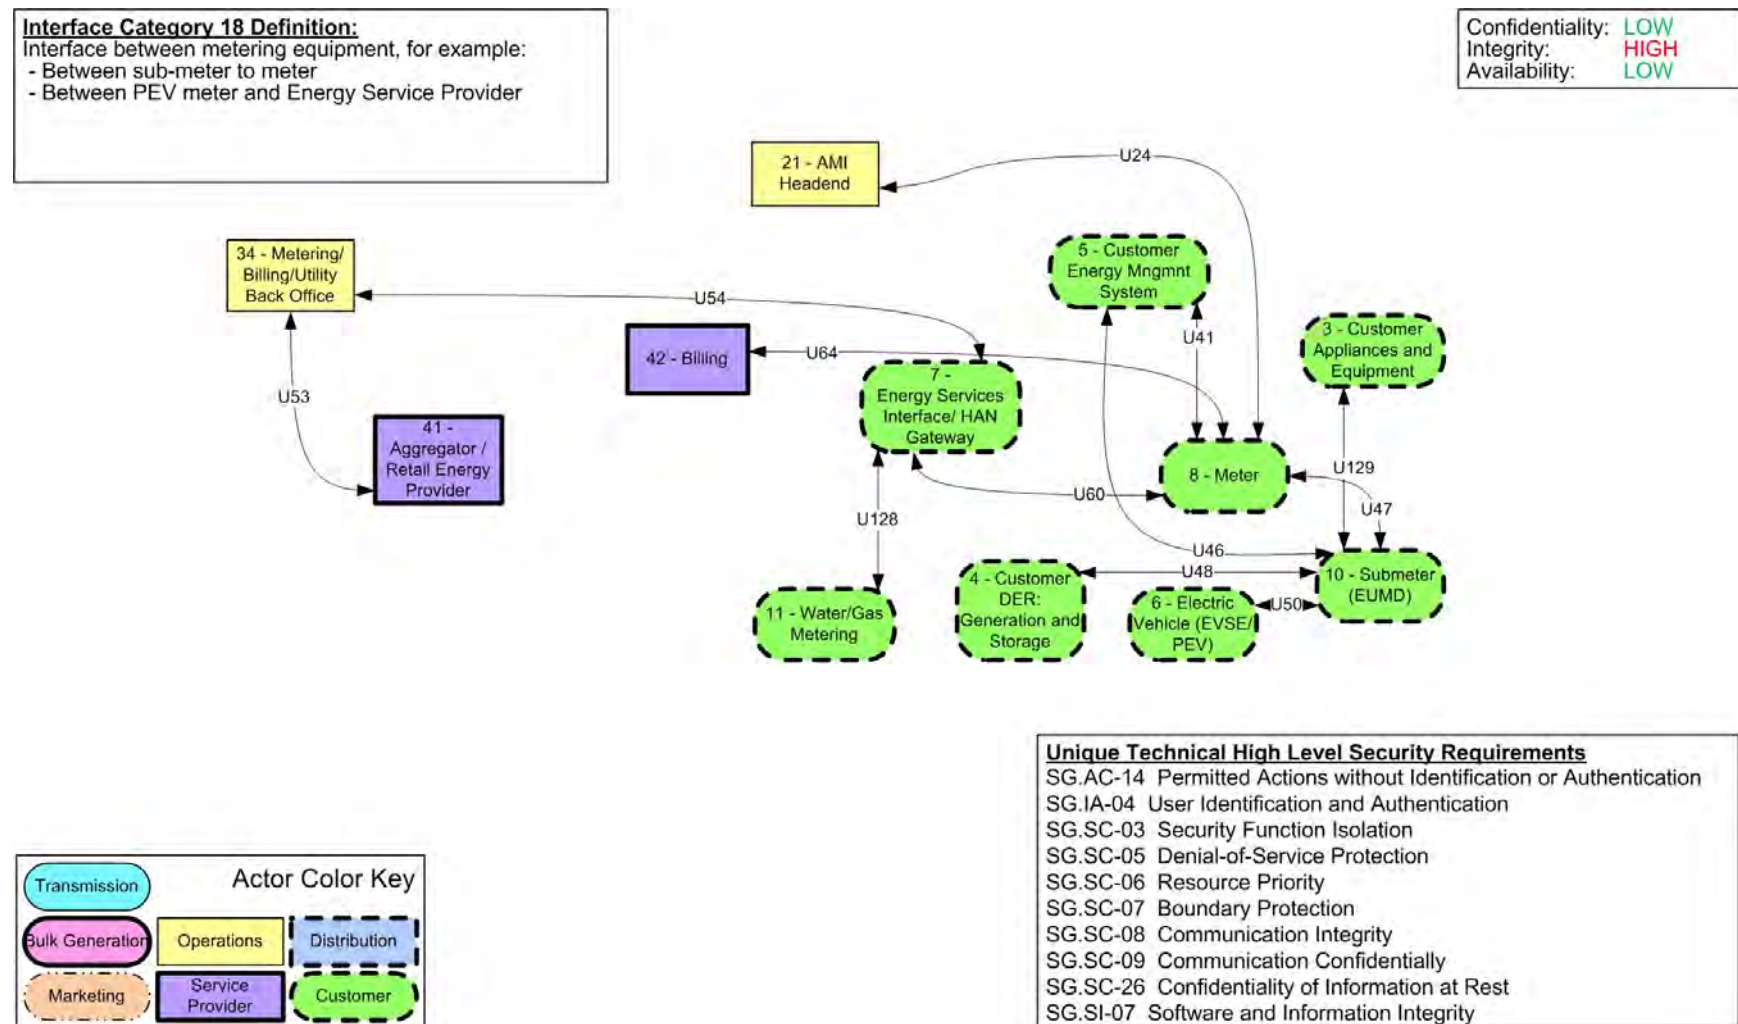 Interface Category 18 Definition:
Interface between metering equipment, for example:
- Between sub-meter to meter
- Between PEV meter and Energy Service Provider
Confidentiality: LOW
Integrity: HIGH
Availability: LOW
21 - AMI
Headend
U24
34 - Metering/
Billing/Utility
Back Office
5 - Customer
Energy Mngmnt
System
U54
42 - Billing
U64
U41
3 - Customer
Appliances and
Equipment
7 -
Energy Services
Interface/ HAN
Gateway
U53
41 -
Aggregator /
Retail Energy
Provider
8 - Meter
U129
U60
U47
U128
U46
U48
4 - Customer
DER:
Generation and
Storage
10 - Submeter
(EUMD)
11 - Water/Gas
Metering
6 - Electric
Vehicle (EVSE/
PEV)
U50
Unique Technical High Level Security Requirements
SG.AC-14 Permitted Actions without Identification or Authentication
SG.IA-04 User Identification and Authentication
SG.SC-03 Security Function Isolation
SG.SC-05 Denial-of-Service Protection
SG.SC-06 Resource Priority
SG.SC-07 Boundary Protection
SG.SC-08 Communication Integrity
SG.SC-09 Communication Confidentially
SG.SC-26 Confidentiality of Information at Rest
SG.SI-07 Software and Information Integrity
Actor Color Key
Transmission
Bulk Generation
Operations
Distribution
Marketing
Service
Provider
Customer